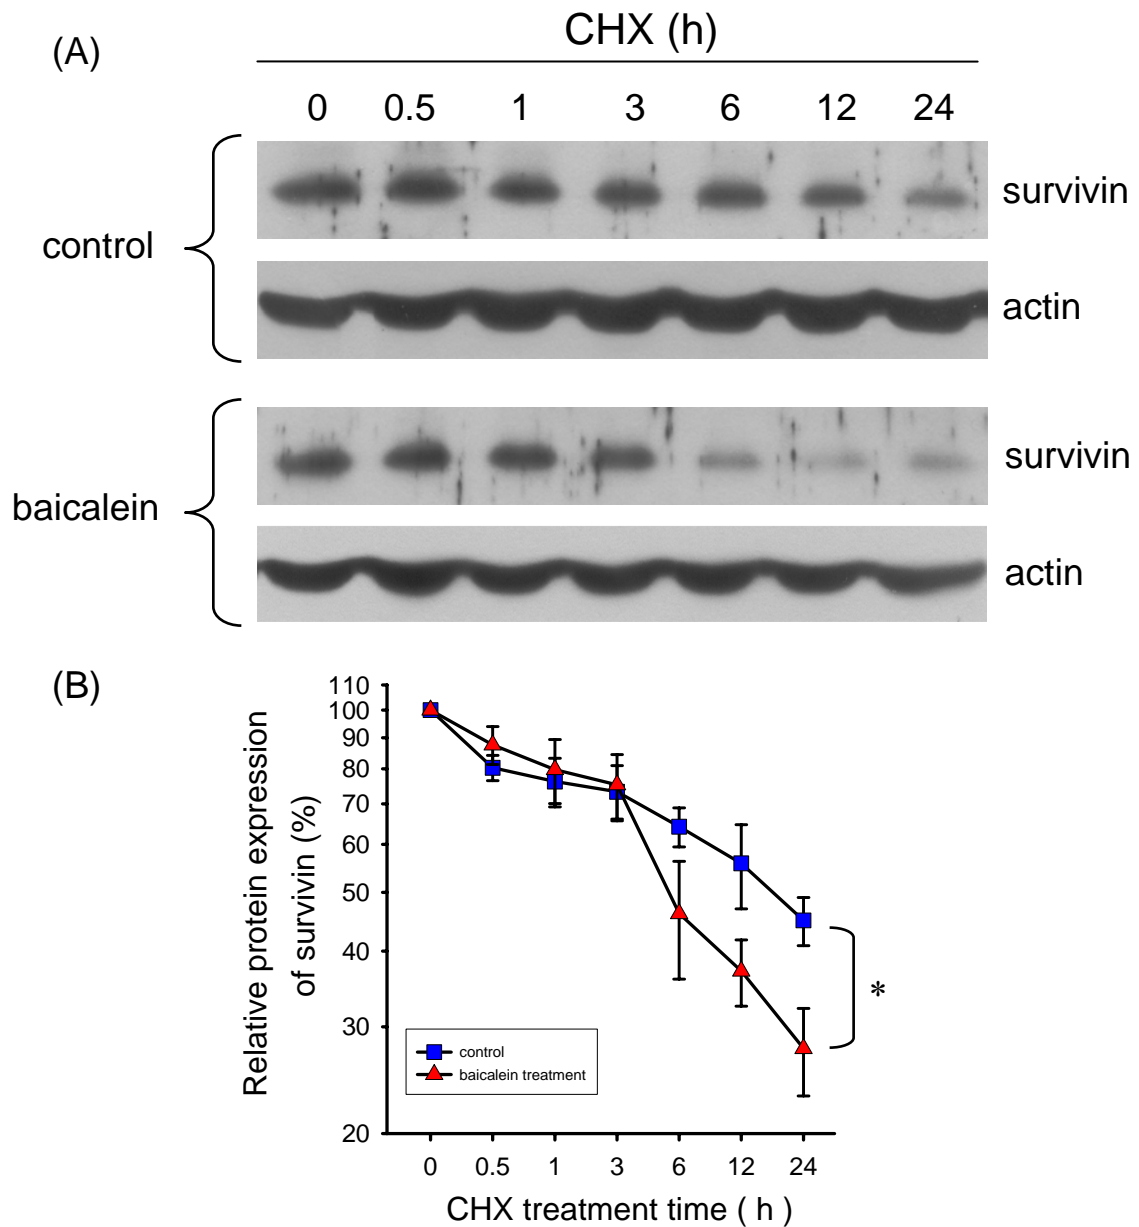 (A)
CHX (h)
0 0.5 1 3 6 12 24
control
survivin
actin
baicalein
survivin
actin
(B)
Relative protein expression
of survivin (%)
110
100
90
80
70
60
50
40
30
20
control
baicalein treatment
*
0 0.5 1 3 6 12 24
CHX treatment time ( h )